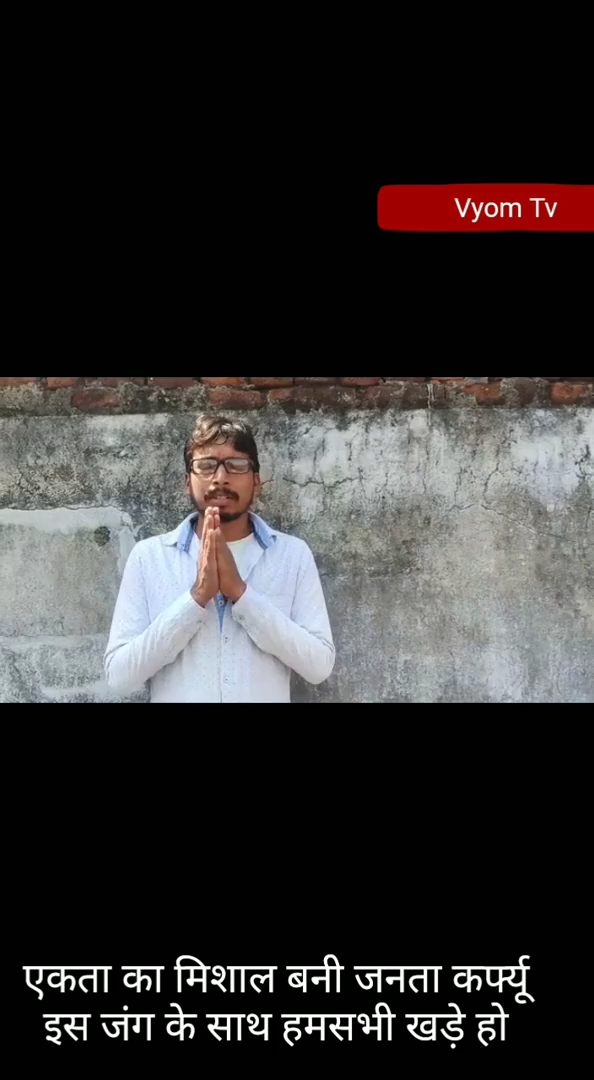 Vyom Tv
एकता का मिशाल बनी जनता कर्फ्यू
इस जंग के साथ हमसभी खड़े हो